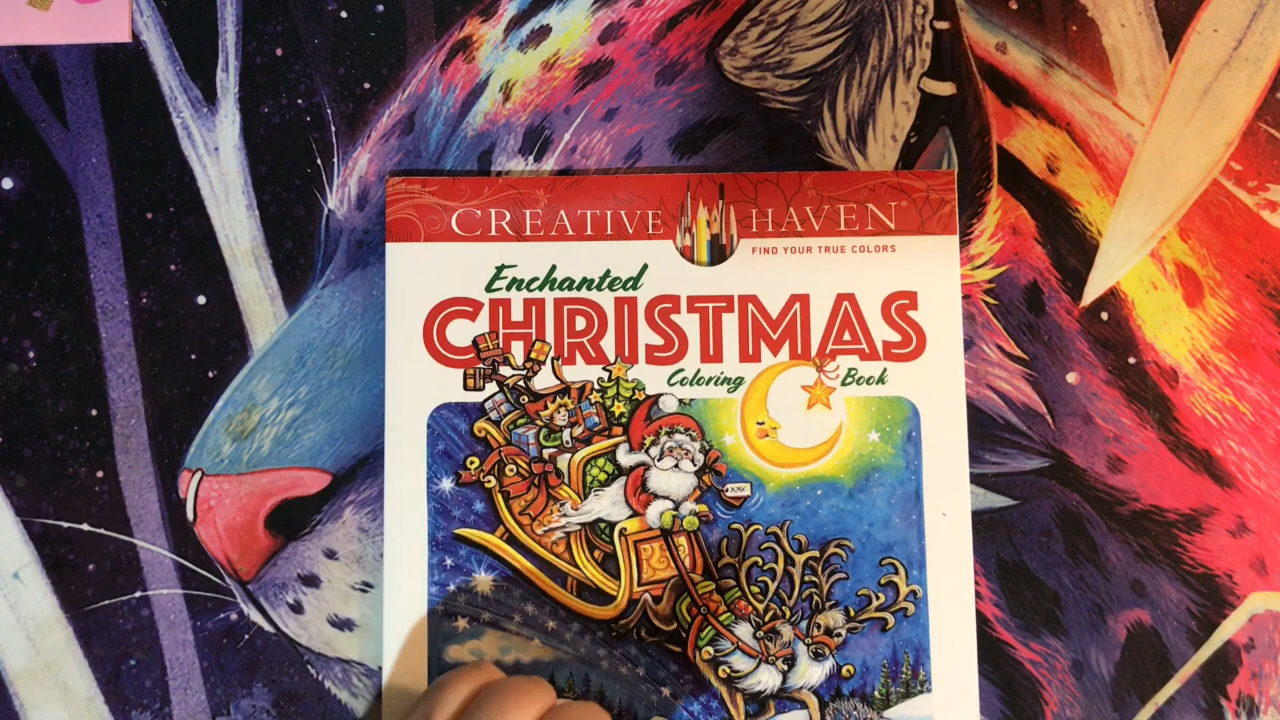 CREATIVE HAVEN®
FIND YOUR TRUE COLORS
Enchanted
CHRISTMAS
Coloring Book